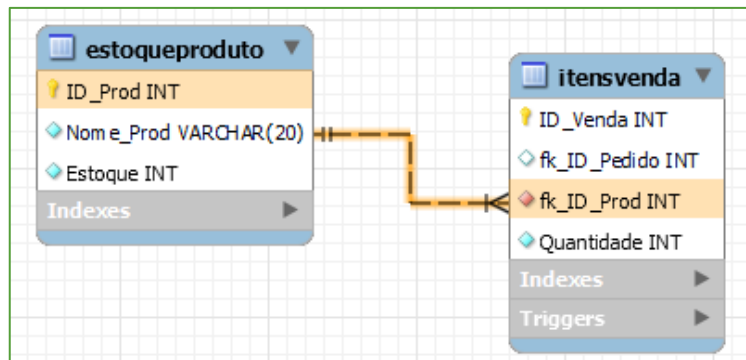 estoqueproduto
ID_Prod INT
Nome_Prod VARCHAR(20)
Estoque INT
Indexes
itensvenda
ID_Venda INT
fk_ID_Pedido INT
fk_ID_Prod INT
Quantidade INT
Indexes
Triggers